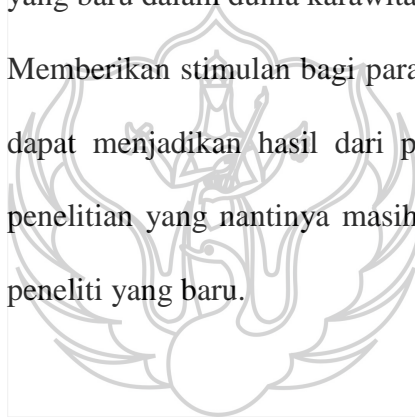 yang baru dalam dunia karawita
Memberikan stimulan bagi para
dapat menjadikan hasil dari p
penelitian yang nantinya masih
peneliti yang baru.